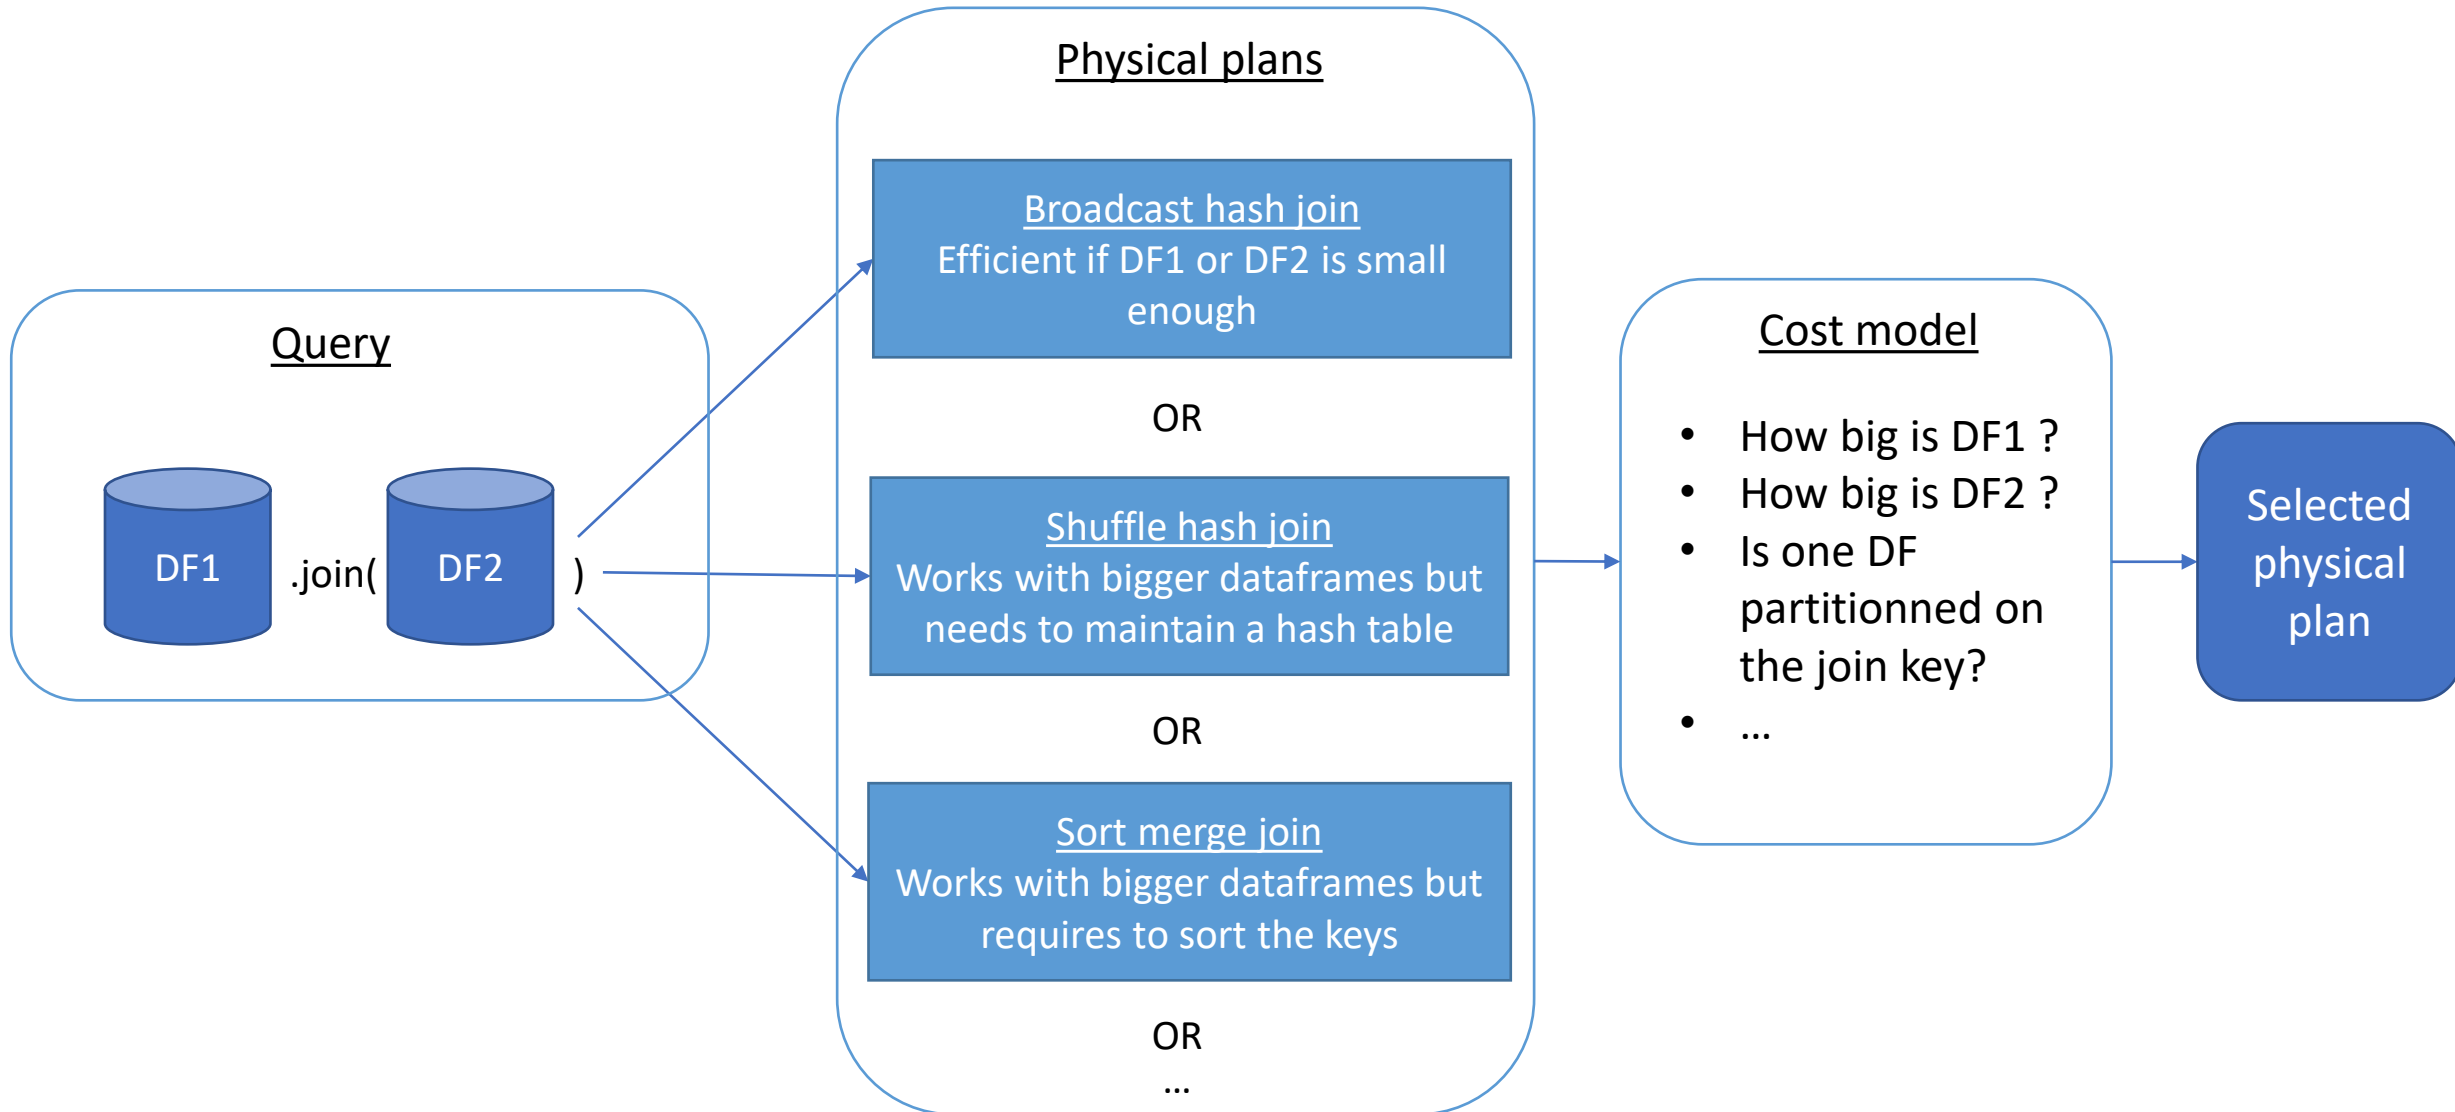 Query
DF1 .join( DF2 )
Physical plans
Broadcast hash join
Efficient if DF1 or DF2 is small
enough
OR
Shuffle hash join
Works with bigger dataframes but
needs to maintain a hash table
OR
Sort merge join
Works with bigger dataframes but
requires to sort the keys
OR
...
Cost model
• How big is DF1 ?
• How big is DF2 ?
• Is one DF
partitionned on
the join key?
• ...
Selected
physical
plan